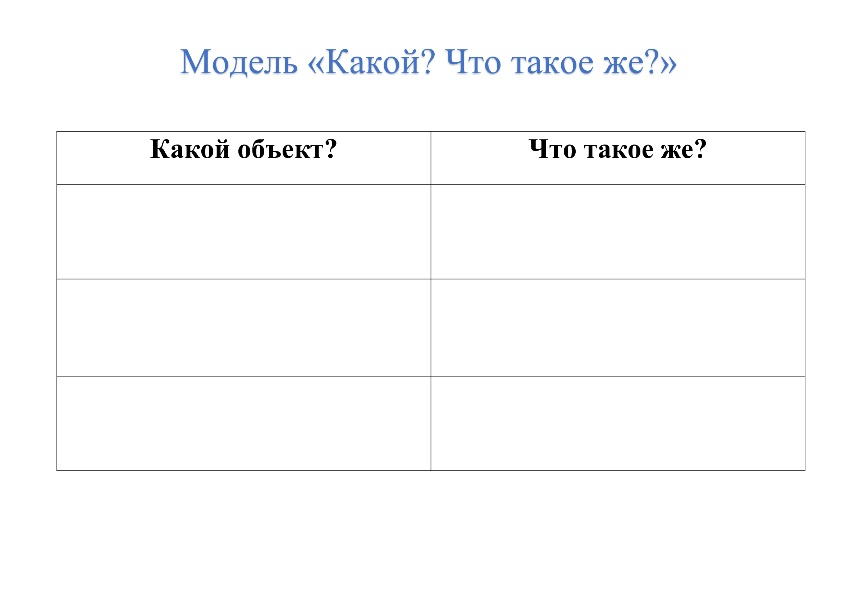 Модель «Какой? Что такое же?»
Какой объект?
Что такое же?